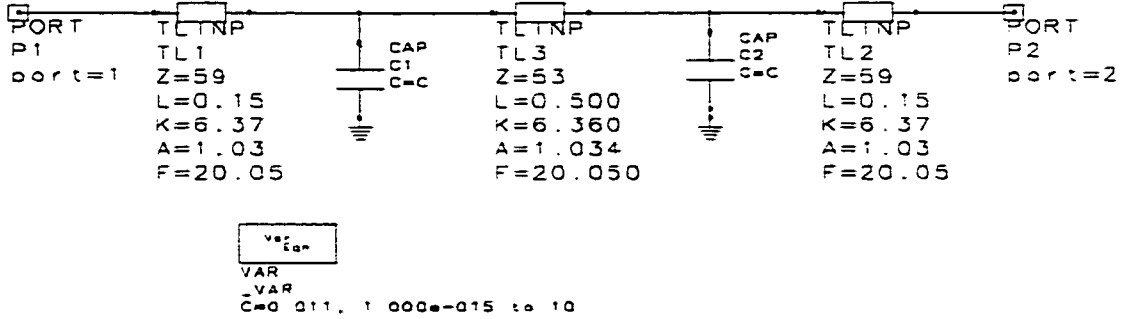 PORT
P1
port=1
TLINP
TL1
Z=59
L=0.15
K=6.37
A=1.03
F=20.05
CAP
C1
C=C
TLINP
TL3
Z=53
L=0.500
K=6.360
A=1.034
F=20.050
CAP
C2
C=C
TLINP
TL2
Z=59
L=0.15
K=6.37
A=1.03
F=20.05
PORT
P2
port=2
Var
Eqn
VAR
_VAR
C=0.011, 1.000e-015 to 10